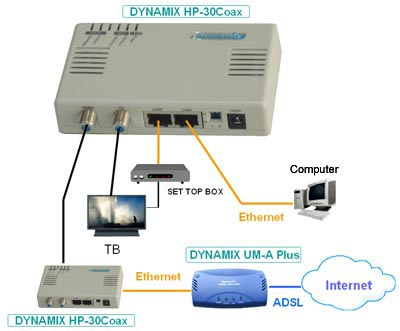 DYNAMIX HP-30Coax
SET TOP BOX
Computer
TB
Ethernet
DYNAMIX UM-A Plus
Ethernet
Internet
ADSL
DYNAMIX HP-30Coax